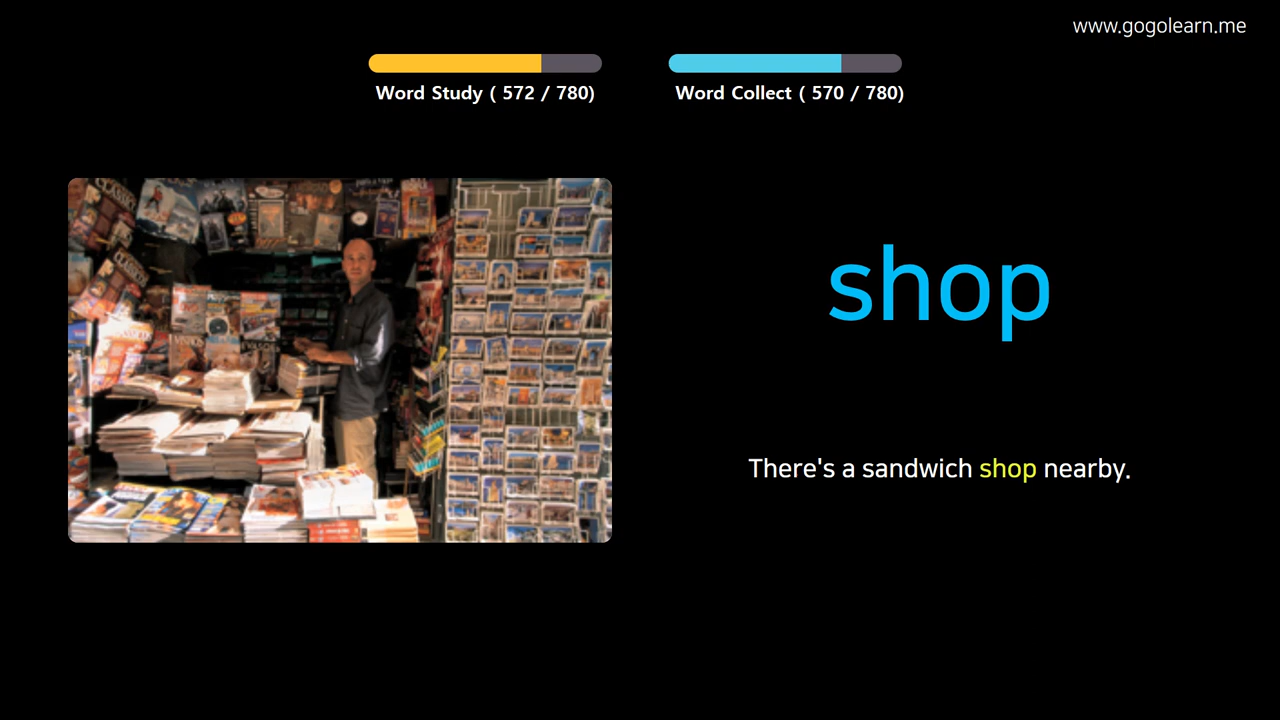 www.gogolearn.me
Word Study ( 572 / 780)
Word Collect ( 570 / 780)
shop
There's a sandwich shop nearby.